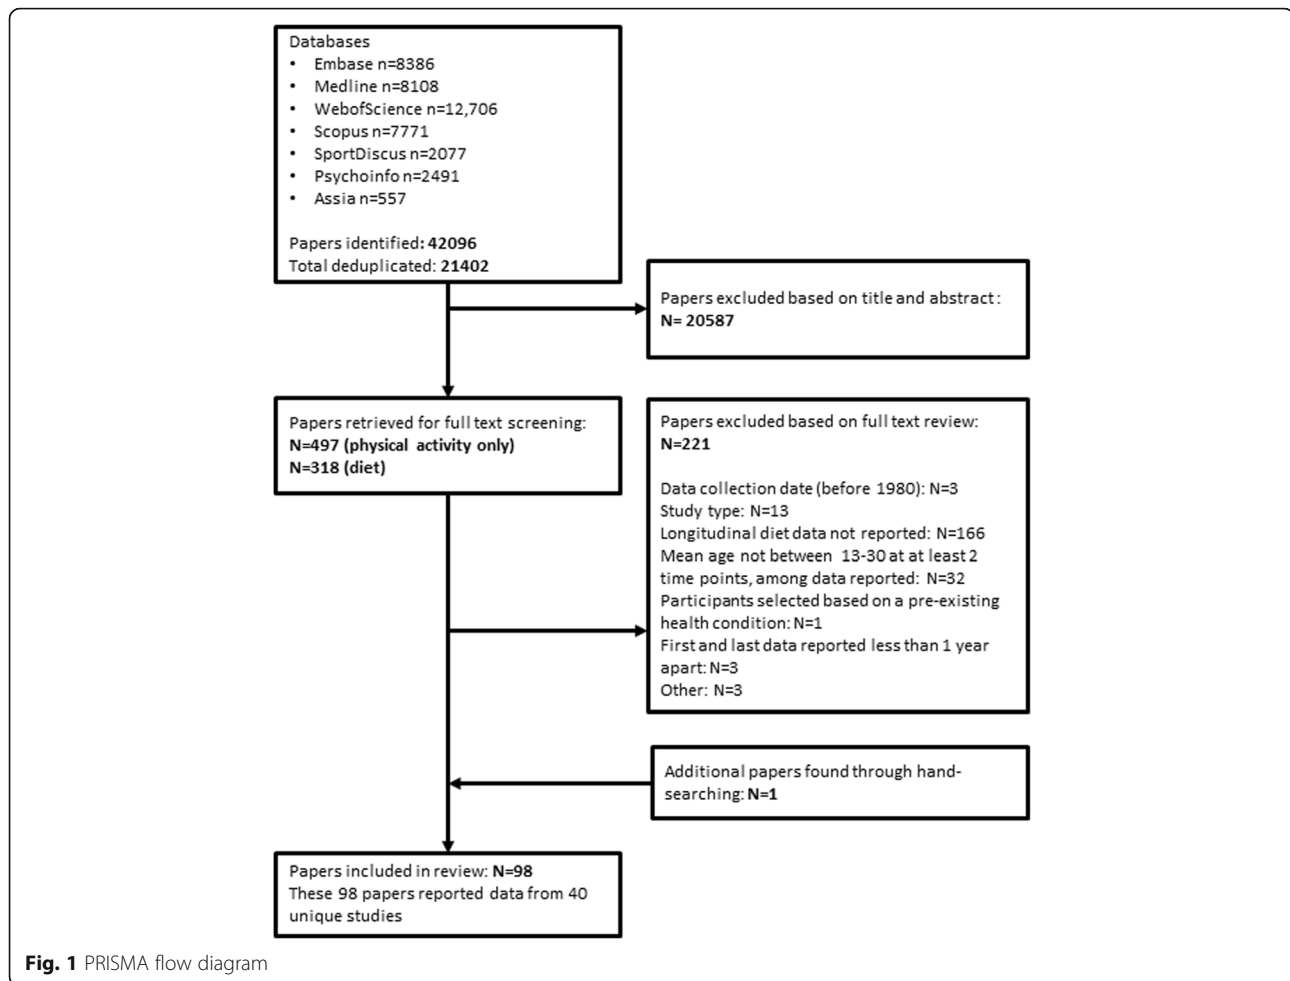 Databases
• Embase n=8386
• Medline n=8108
• WebofScience n=12,706
• Scopus n=7771
• SportDiscus n=2077
• Psychoinfo n=2491
• Assia n=557
Papers identified: 42096
Total deduplicated: 21402
Papers excluded based on title and abstract:
N= 20587
Papers retrieved for full text screening:
N=497 (physical activity only)
N=318 (diet)
Papers excluded based on full text review:
N=221
Data collection date (before 1980): N=3
Study type: N=13
Longitudinal diet data not reported: N=166
Mean age not between 13-30 at at least 2
time points, among data reported: N=32
Participants selected based on a pre-existing
health condition: N=1
First and last data reported less than 1 year
apart: N=3
Other: N=3
Additional papers found through hand-
searching: N=1
Papers included in review: N=98
These 98 papers reported data from 40
unique studies
Fig. 1 PRISMA flow diagram